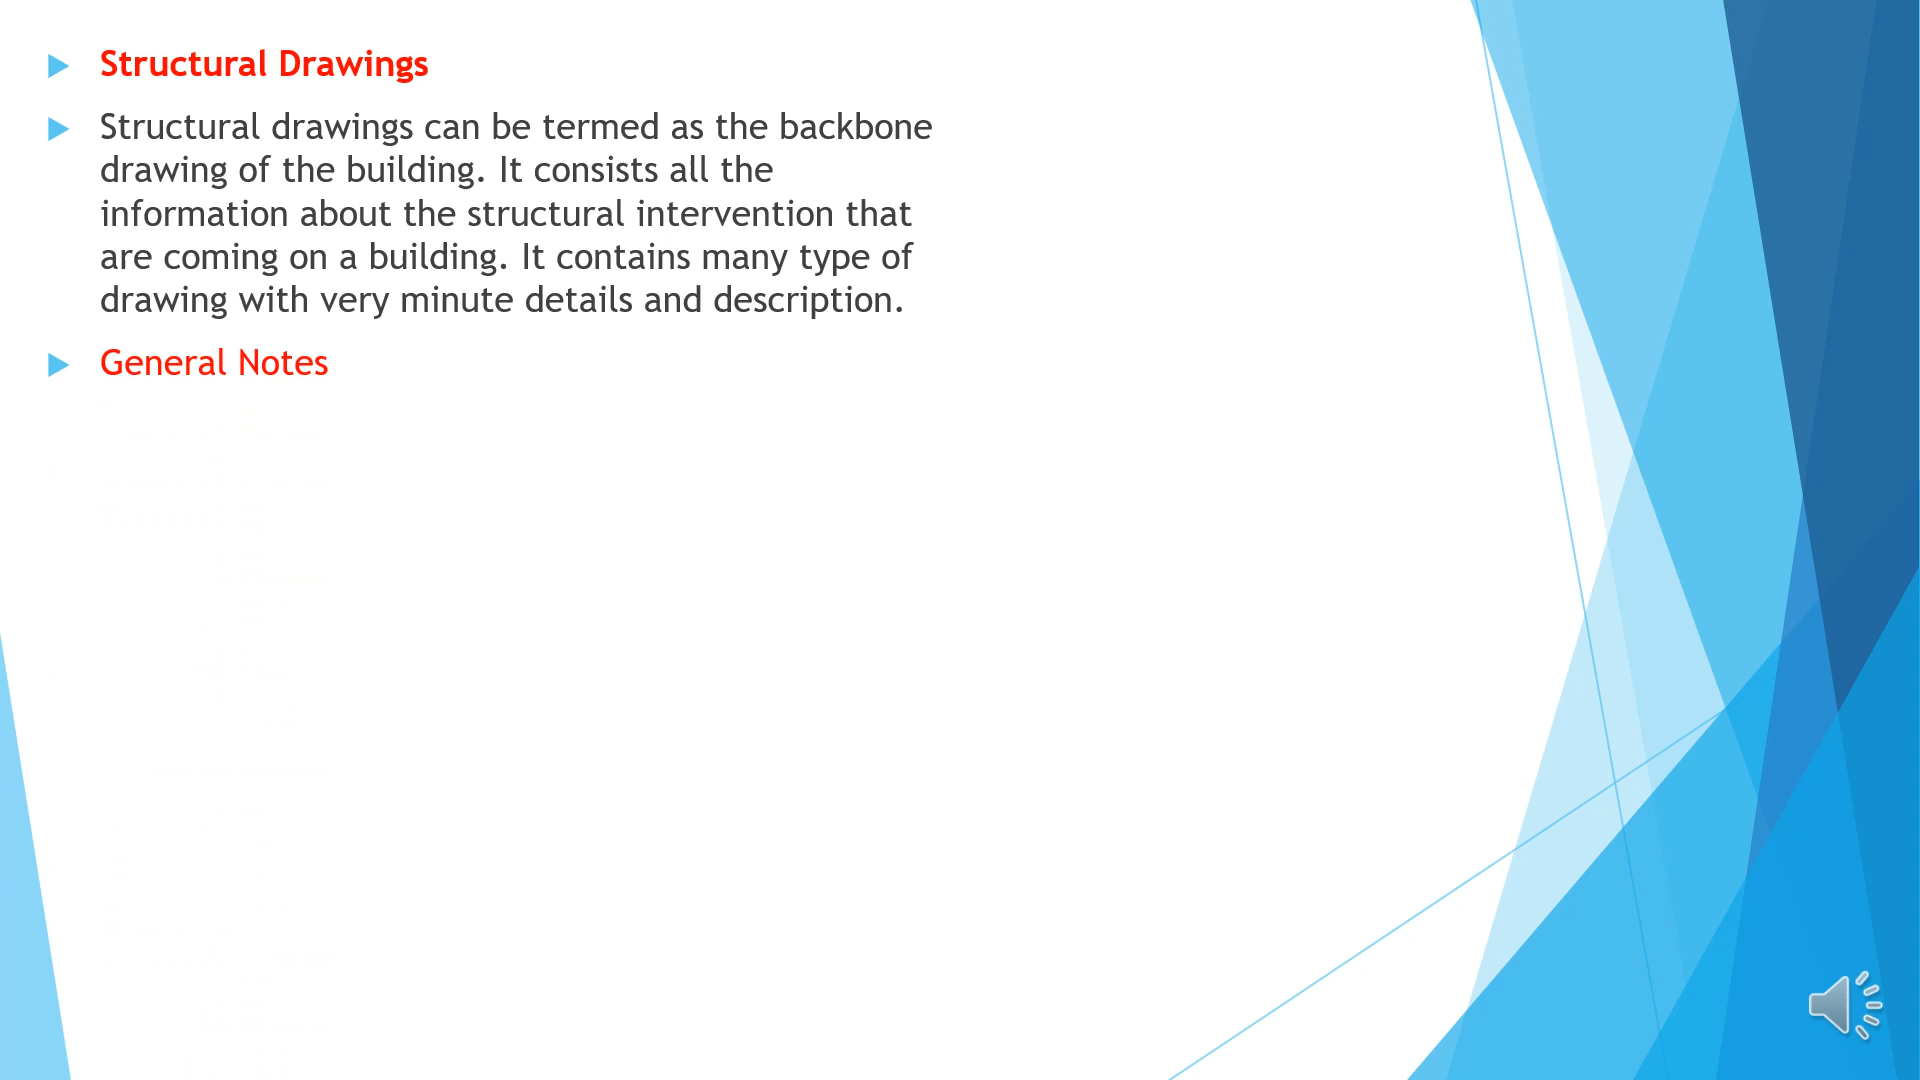 Structural Drawings
Structural drawings can be termed as the backbone
drawing of the building. It consists all the
information about the structural intervention that
are coming on a building. It contains many type of
drawing with very minute details and description.
General Notes